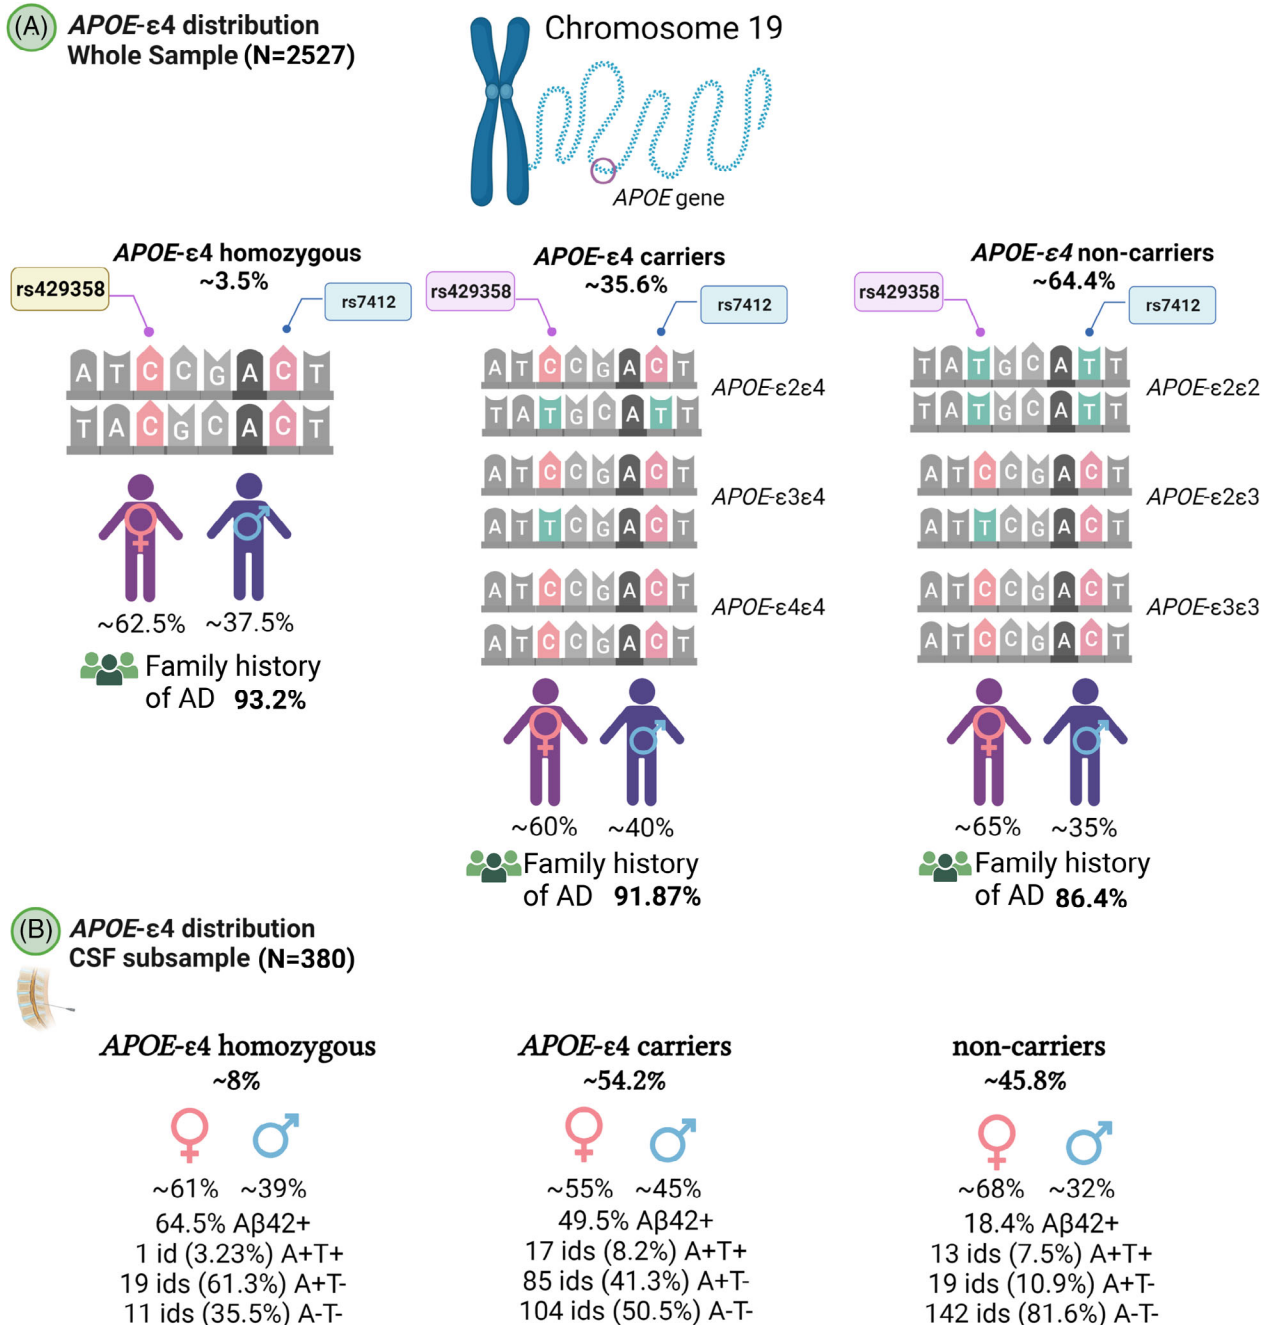 (A) APOE-ε4 distribution
Whole Sample (N=2527)
Chromosome 19
APOE gene
APOE-ε4 homozygous
~3.5%
rs429358
rs7412
A T C C G A C T
T A C G C A C T
~62.5% ~37.5%
Family history
of AD 93.2%
APOE-ε4 carriers
~35.6%
rs429358
rs7412
A T C C G A C T
T A T G C A T T
APOE-ε2ε4
A T C C G A C T
A T T C G A C T
APOE-ε3ε4
A T C C G A C T
A T C C G A C T
APOE-ε4ε4
~60% ~40%
Family history
of AD 91.87%
APOE-ε4 non-carriers
~64.4%
rs429358
rs7412
T A T G C A T T
T A T G C A T T
APOE-ε2ε2
A T C C G A C T
A T T C G A C T
APOE-ε2ε3
A T C C G A C T
A T C C G A C T
APOE-ε3ε3
~65% ~35%
Family history
of AD 86.4%
(B) APOE-ε4 distribution
CSF subsample (N=380)
APOE-ε4 homozygous
~8%
~61% ~39%
64.5% Aβ42+
1 id (3.23%) A+T+
19 ids (61.3%) A+T-
11 ids (35.5%) A-T-
APOE-ε4 carriers
~54.2%
~55% ~45%
49.5% Aβ42+
17 ids (8.2%) A+T+
85 ids (41.3%) A+T-
104 ids (50.5%) A-T-
non-carriers
~45.8%
~68% ~32%
18.4% Aβ42+
13 ids (7.5%) A+T+
19 ids (10.9%) A+T-
142 ids (81.6%) A-T-